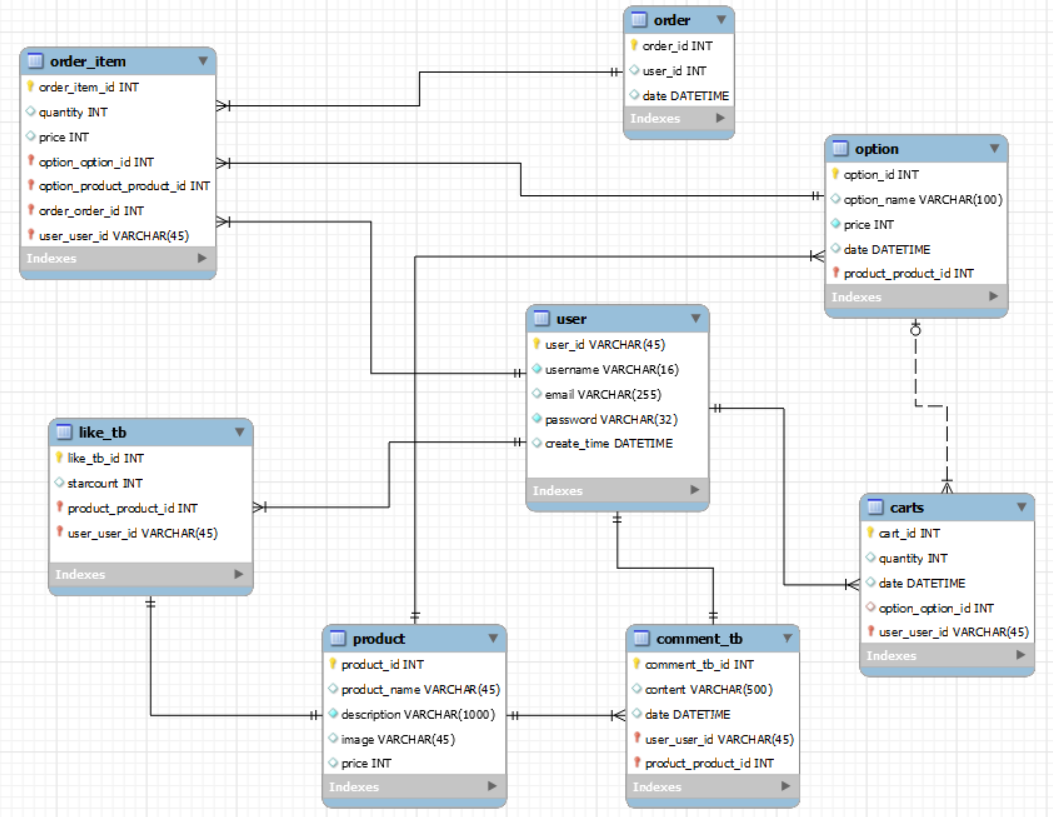 order
order_id INT
user_id INT
date DATETIME
Indexes
order_item
order_item_id INT
quantity INT
price INT
option_option_id INT
option_product_product_id INT
order_order_id INT
user_user_id VARCHAR(45)
Indexes
option
option_id INT
option_name VARCHAR(100)
price INT
date DATETIME
product_product_id INT
Indexes
user
user_id VARCHAR(45)
username VARCHAR(16)
email VARCHAR(255)
password VARCHAR(32)
create_time DATETIME
Indexes
like_tb
like_tb_id INT
starcount INT
product_product_id INT
user_user_id VARCHAR(45)
Indexes
carts
cart_id INT
quantity INT
date DATETIME
option_option_id INT
user_user_id VARCHAR(45)
Indexes
product
product_id INT
product_name VARCHAR(45)
description VARCHAR(1000)
image VARCHAR(45)
price INT
Indexes
comment_tb
comment_tb_id INT
content VARCHAR(500)
date DATETIME
user_user_id VARCHAR(45)
product_product_id INT
Indexes